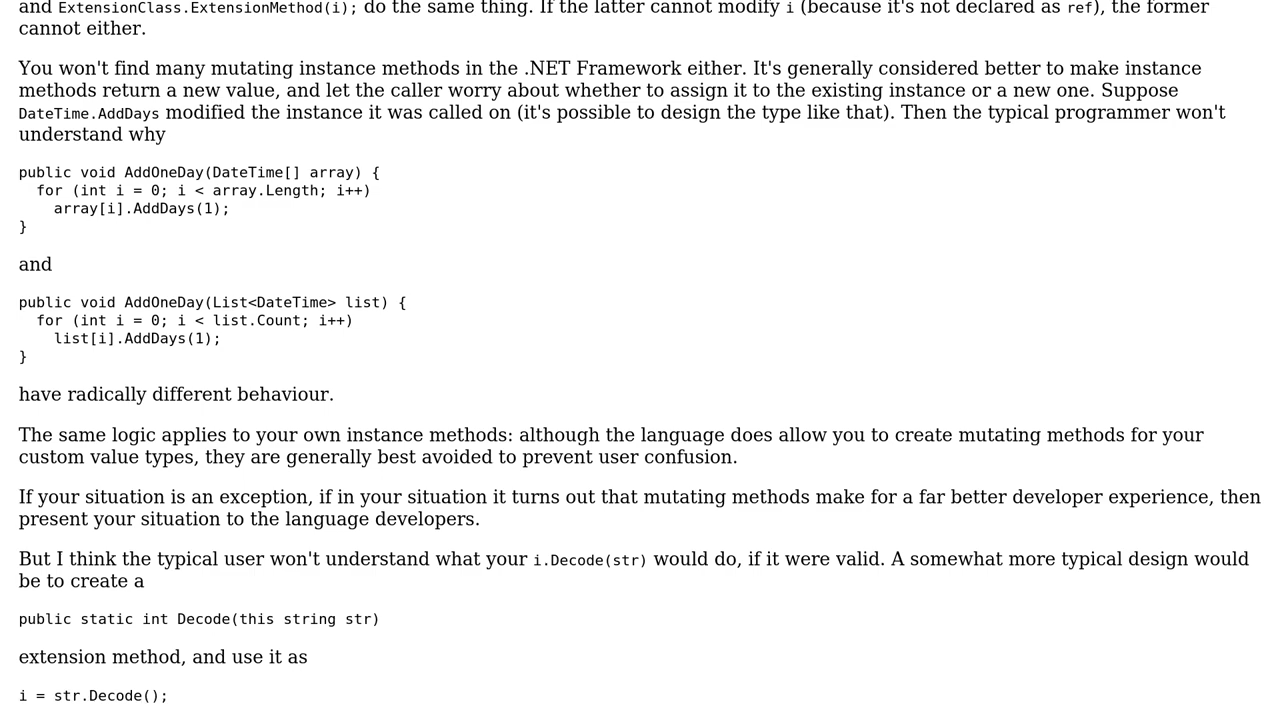 and ExtensionClass.ExtensionMethod(i); do the same thing. If the latter cannot modify i (because it's not declared as ref), the former
cannot either.
You won't find many mutating instance methods in the .NET Framework either. It's generally considered better to make instance
methods return a new value, and let the caller worry about whether to assign it to the existing instance or a new one. Suppose
DateTime.AddDays modified the instance it was called on (it's possible to design the type like that). Then the typical programmer won't
understand why
public void AddOneDay(DateTime[] array) {
  for (int i = 0; i < array.Length; i++)
    array[i].AddDays(1);
}
and
public void AddOneDay(List<DateTime> list) {
  for (int i = 0; i < list.Count; i++)
    list[i].AddDays(1);
}
have radically different behaviour.
The same logic applies to your own instance methods: although the language does allow you to create mutating methods for your
custom value types, they are generally best avoided to prevent user confusion.
If your situation is an exception, if in your situation it turns out that mutating methods make for a far better developer experience, then
present your situation to the language developers.
But I think the typical user won't understand what your i.Decode(str) would do, if it were valid. A somewhat more typical design would
be to create a
public static int Decode(this string str)
extension method, and use it as
i = str.Decode();